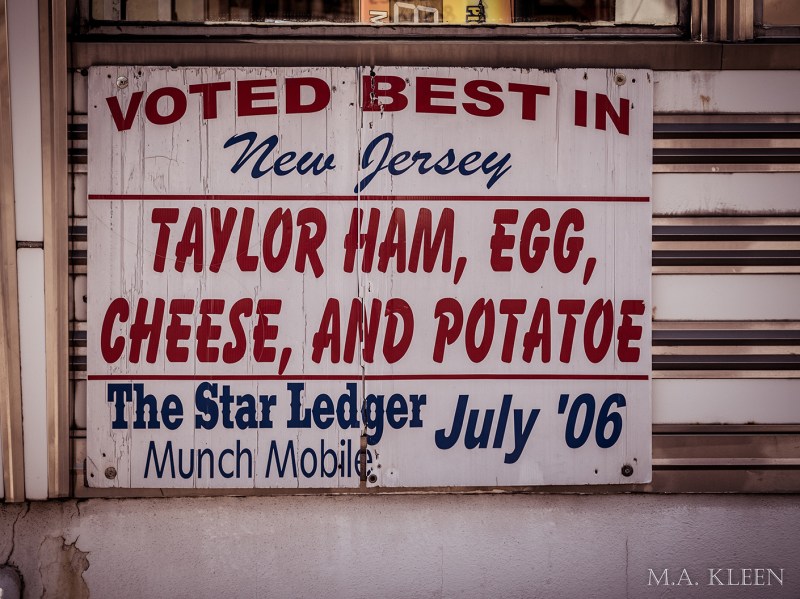 VOTED BEST IN
New Jersey
TAYLOR HAM, EGG,
CHEESE, AND POTATOE
The Star Ledger July '06
Munch Mobile
M.A. KLEEN